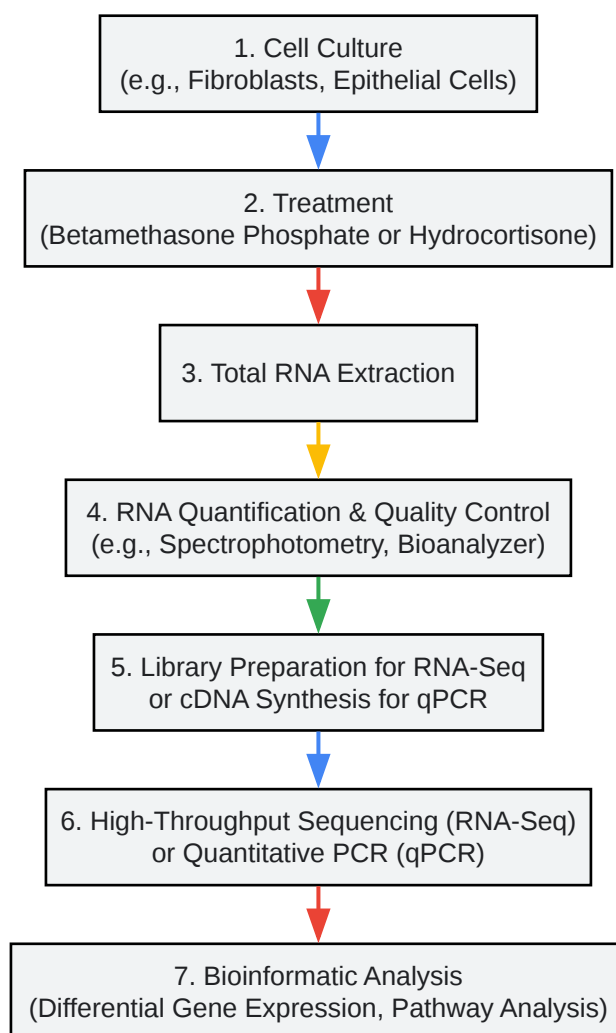 1. Cell Culture
(e.g., Fibroblasts, Epithelial Cells)
2. Treatment
(Betamethasone Phosphate or Hydrocortisone)
3. Total RNA Extraction
4. RNA Quantification & Quality Control
(e.g., Spectrophotometry, Bioanalyzer)
5. Library Preparation for RNA-Seq
or cDNA Synthesis for qPCR
6. High-Throughput Sequencing (RNA-Seq)
or Quantitative PCR (qPCR)
7. Bioinformatic Analysis
(Differential Gene Expression, Pathway Analysis)